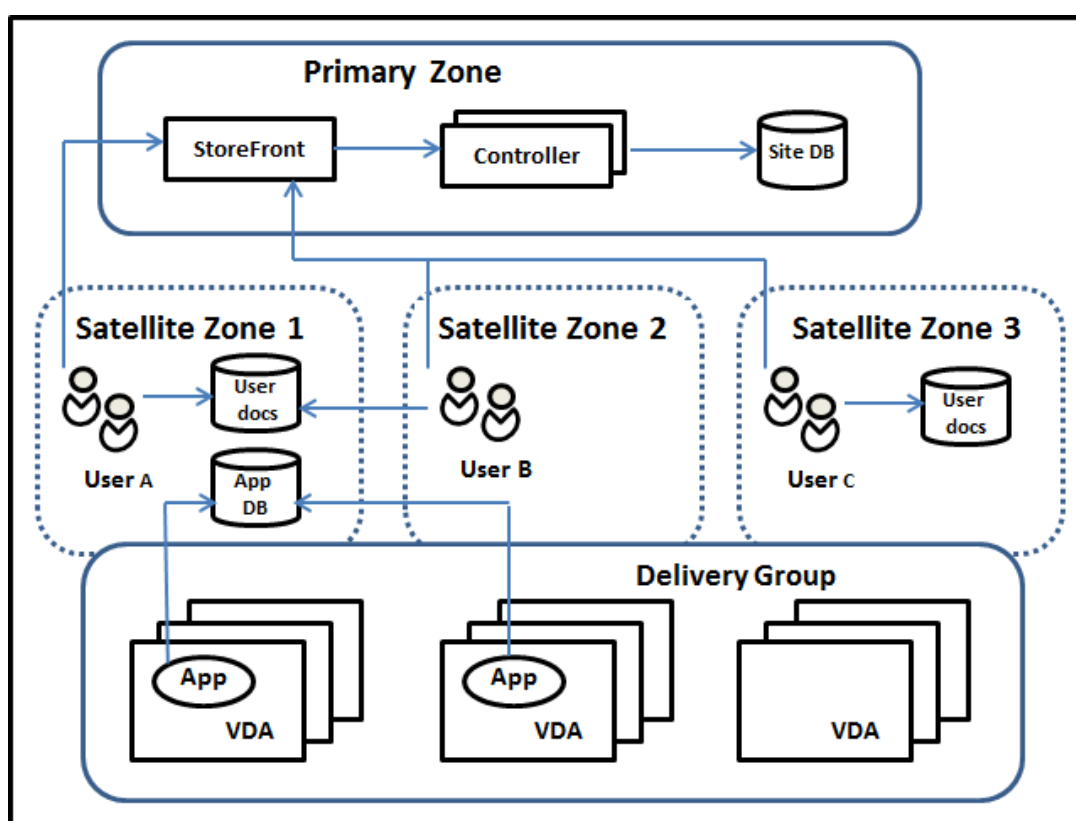 Primary Zone
StoreFront
Controller
Site DB
Satellite Zone 1
Satellite Zone 2
Satellite Zone 3
User
docs
User A
App
DB
User B
User
docs
User C
Delivery Group
App
VDA
App
VDA
VDA